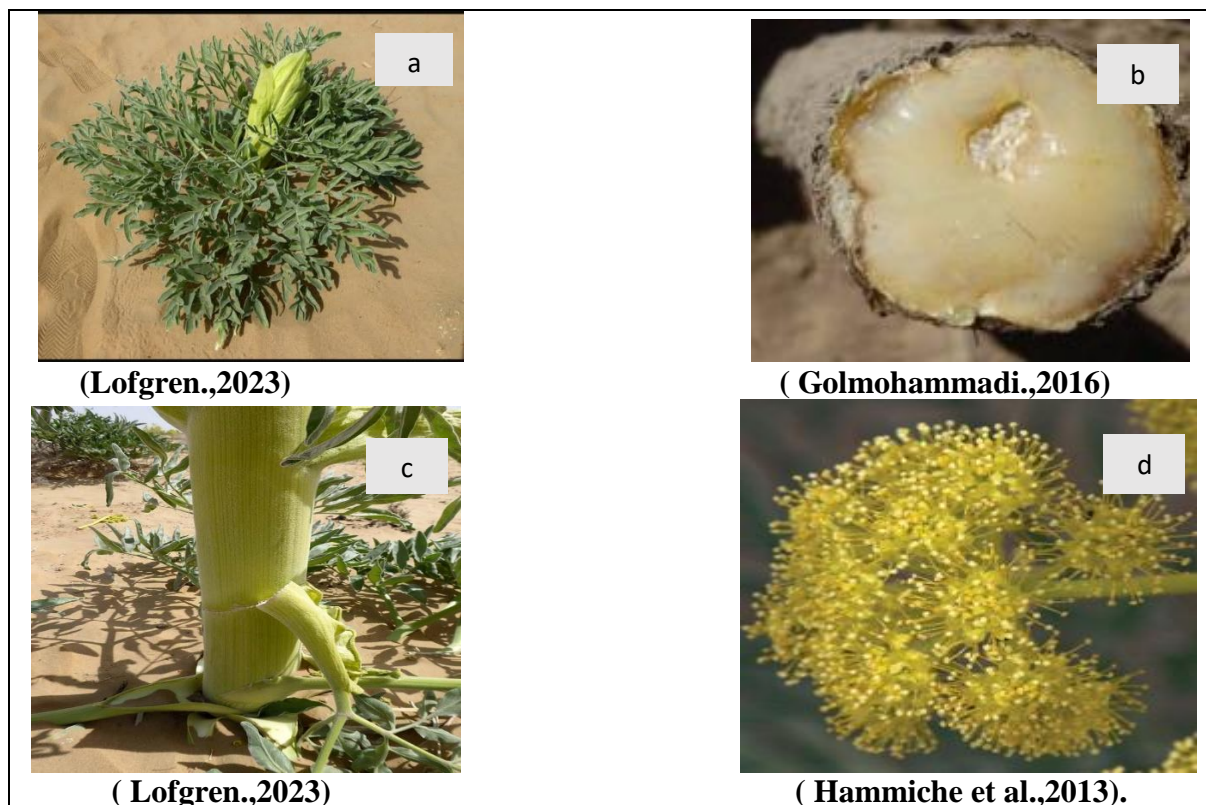 a
b
(Lofgren.,2023)
( Golmohammadi.,2016)
c
d
( Lofgren.,2023)
( Hammiche et al.,2013).